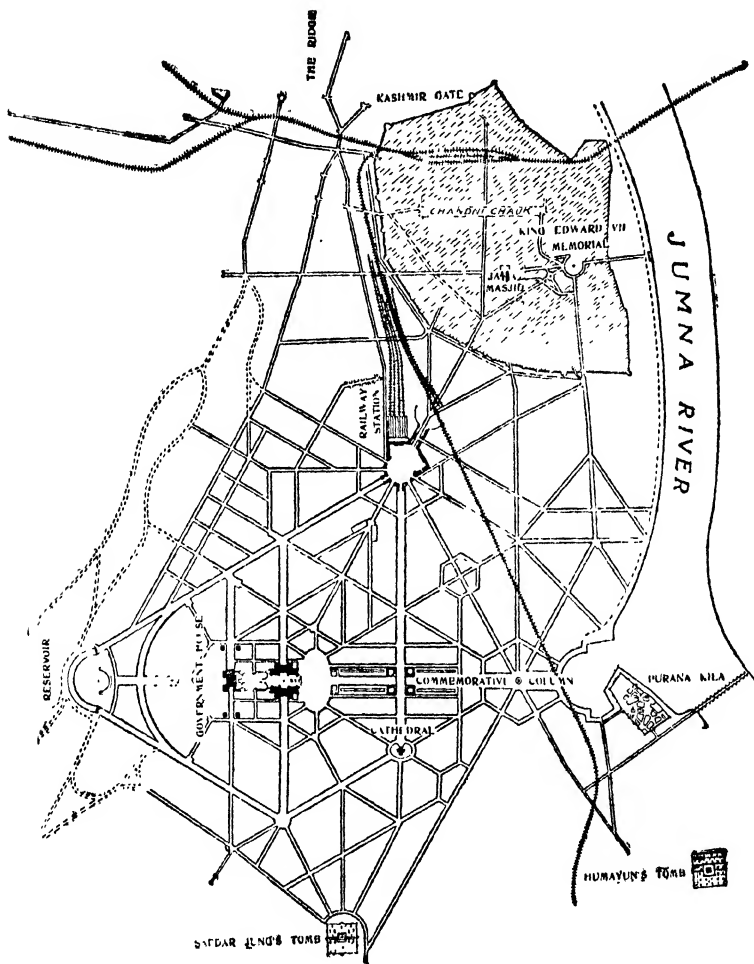 THE RIDGE
KASHMIR GATE
CHANDNI CHAUK
KING EDWARD VII
MEMORIAL
JAMI
MASJID
JUMNA RIVER
RAILWAY
STATION
RESERVOIR
GOVERNMENT HOUSE
COMMEMORATIVE COLUMN
PURANA KILA
CATHEDRAL
HUMAYUN'S TOMB
SAFDAR JUNG'S TOMB